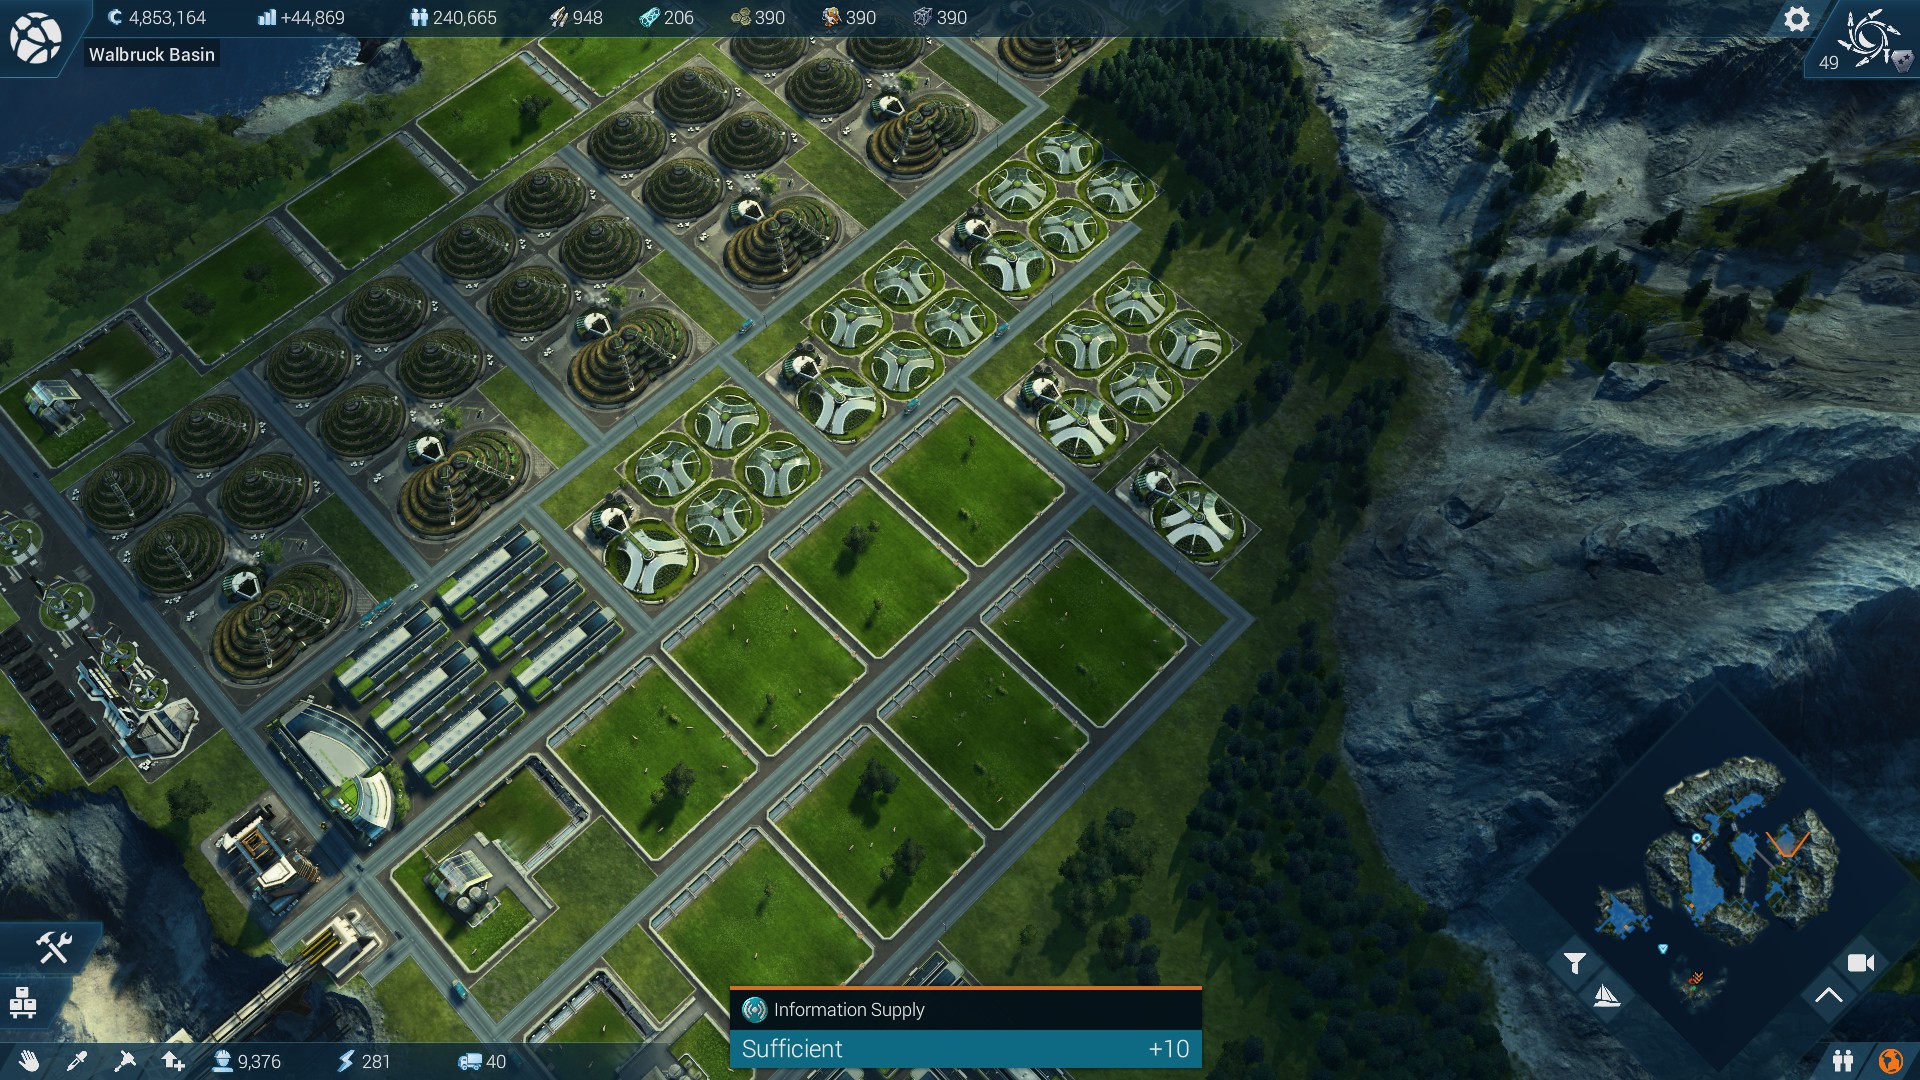 4,853,164 +44,869 240,665 948 206 390 390 390
Walbruck Basin
49
Information Supply
Sufficient +10
9,376 281 40